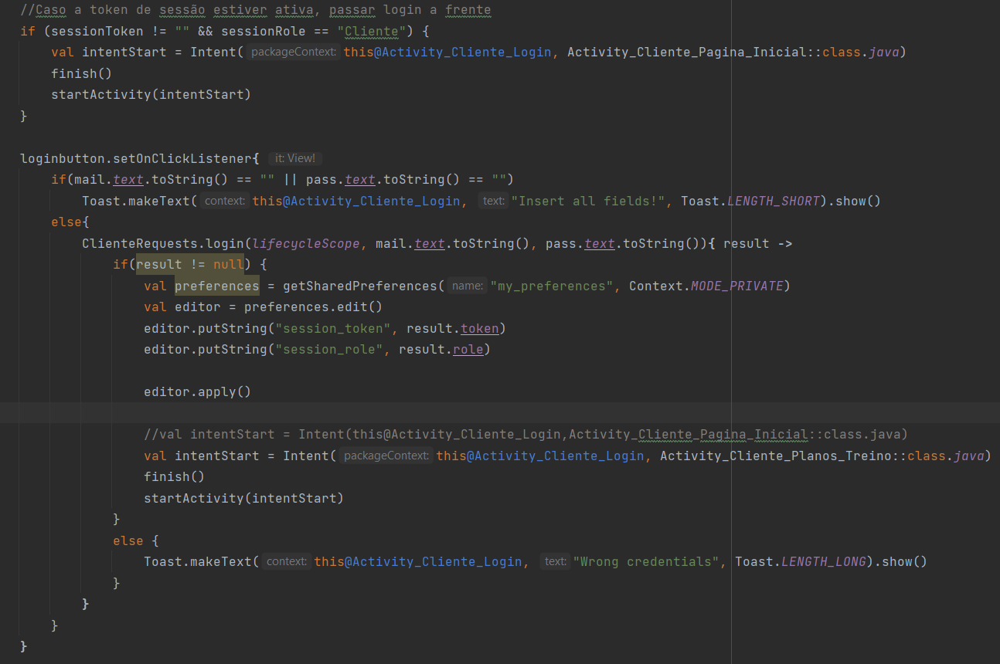 //Caso a token de sessão estiver ativa, passar login a frente
if (sessionToken != "" && sessionRole == "Cliente") {
    val intentStart = Intent( packageContext: this@Activity_Cliente_Login, Activity_Cliente_Pagina_Inicial::class.java)
    finish()
    startActivity(intentStart)
}

loginbutton.setOnClickListener{ it: View!
    if(mail.text.toString() == "" || pass.text.toString() == "")
        Toast.makeText( context: this@Activity_Cliente_Login, text: "Insert all fields!", Toast.LENGTH_SHORT).show()
    else{
        ClienteRequests.login(lifecycleScope, mail.text.toString(), pass.text.toString()){ result ->
            if(result != null) {
                val preferences = getSharedPreferences( name: "my_preferences", Context.MODE_PRIVATE)
                val editor = preferences.edit()
                editor.putString("session_token", result.token)
                editor.putString("session_role", result.role)

                editor.apply()

                //val intentStart = Intent(this@Activity_Cliente_Login,Activity_Cliente_Pagina_Inicial::class.java)
                val intentStart = Intent( packageContext: this@Activity_Cliente_Login, Activity_Cliente_Planos_Treino::class.java)
                finish()
                startActivity(intentStart)
            }
            else {
                Toast.makeText( context: this@Activity_Cliente_Login, text: "Wrong credentials", Toast.LENGTH_LONG).show()
            }
        }
    }
}